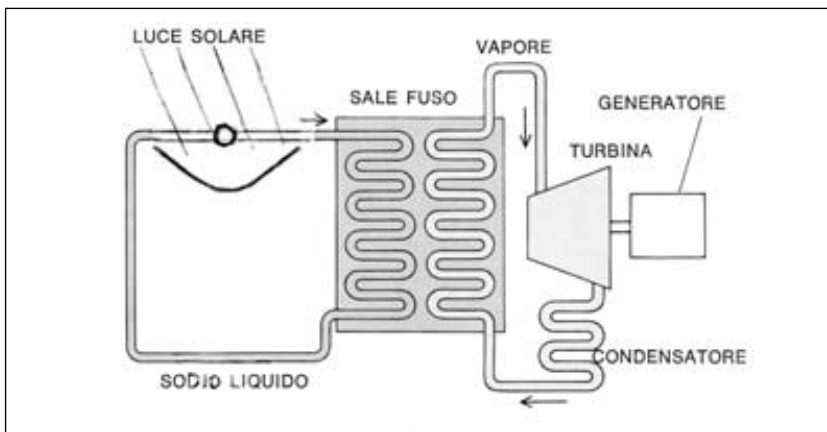 LUCE SOLARE
VAPORE
SALE FUSO
GENERATORE
TURBINA
CONDENSATORE
SODIO LIQUIDO